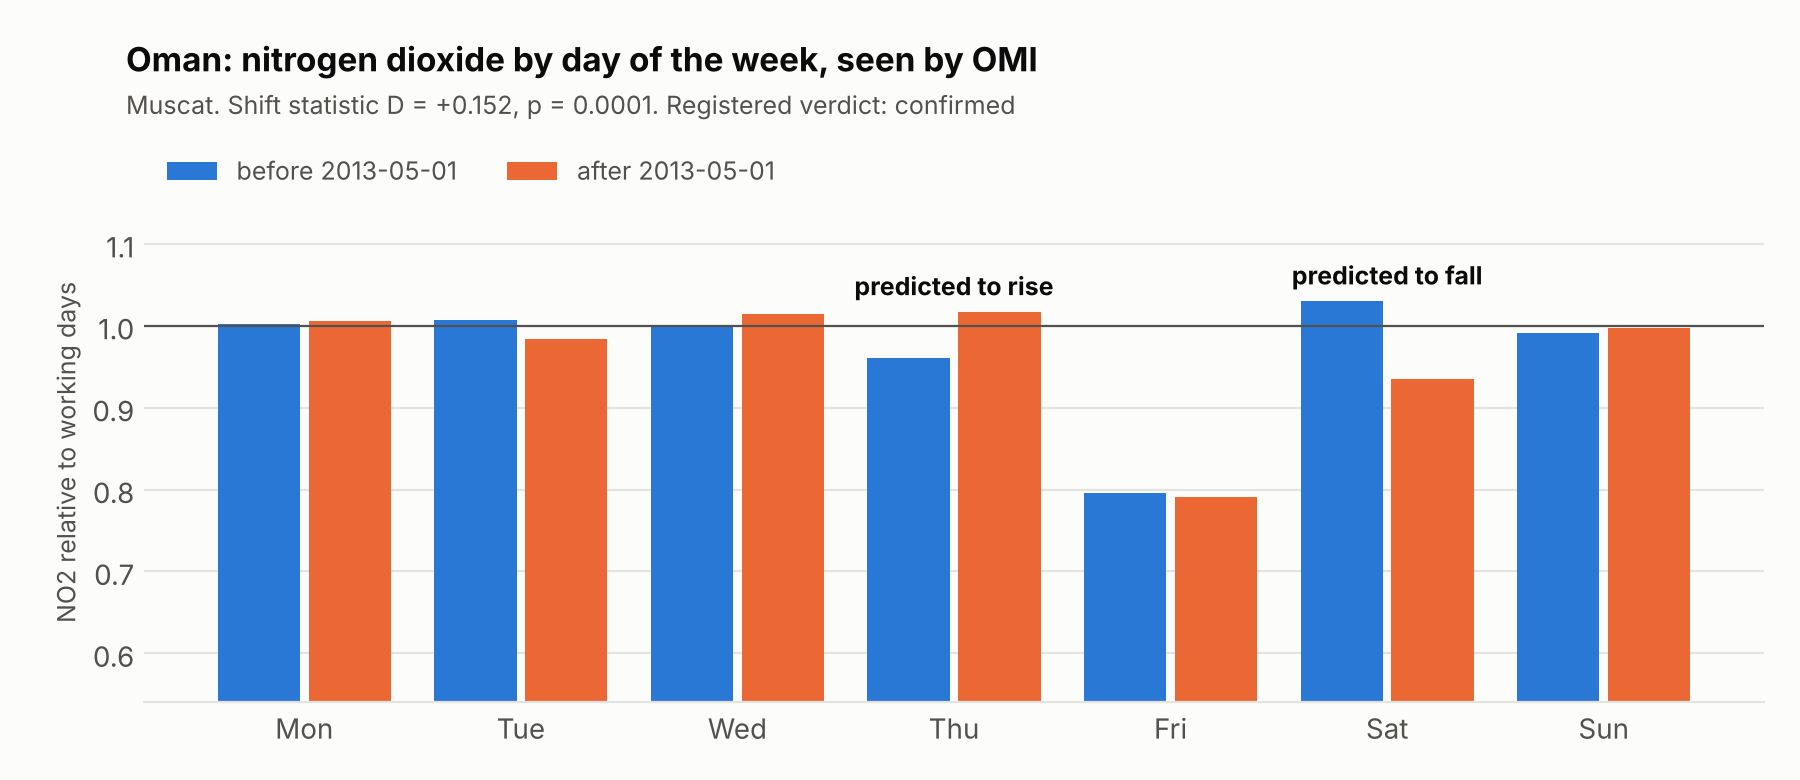 Oman: nitrogen dioxide by day of the week, seen by OMI
Muscat. Shift statistic D = +0.152, p = 0.0001. Registered verdict: confirmed
before 2013-05-01
after 2013-05-01
NO2 relative to working days
1.1
1.0
0.9
0.8
0.7
0.6
predicted to rise
predicted to fall
Mon
Tue
Wed
Thu
Fri
Sat
Sun